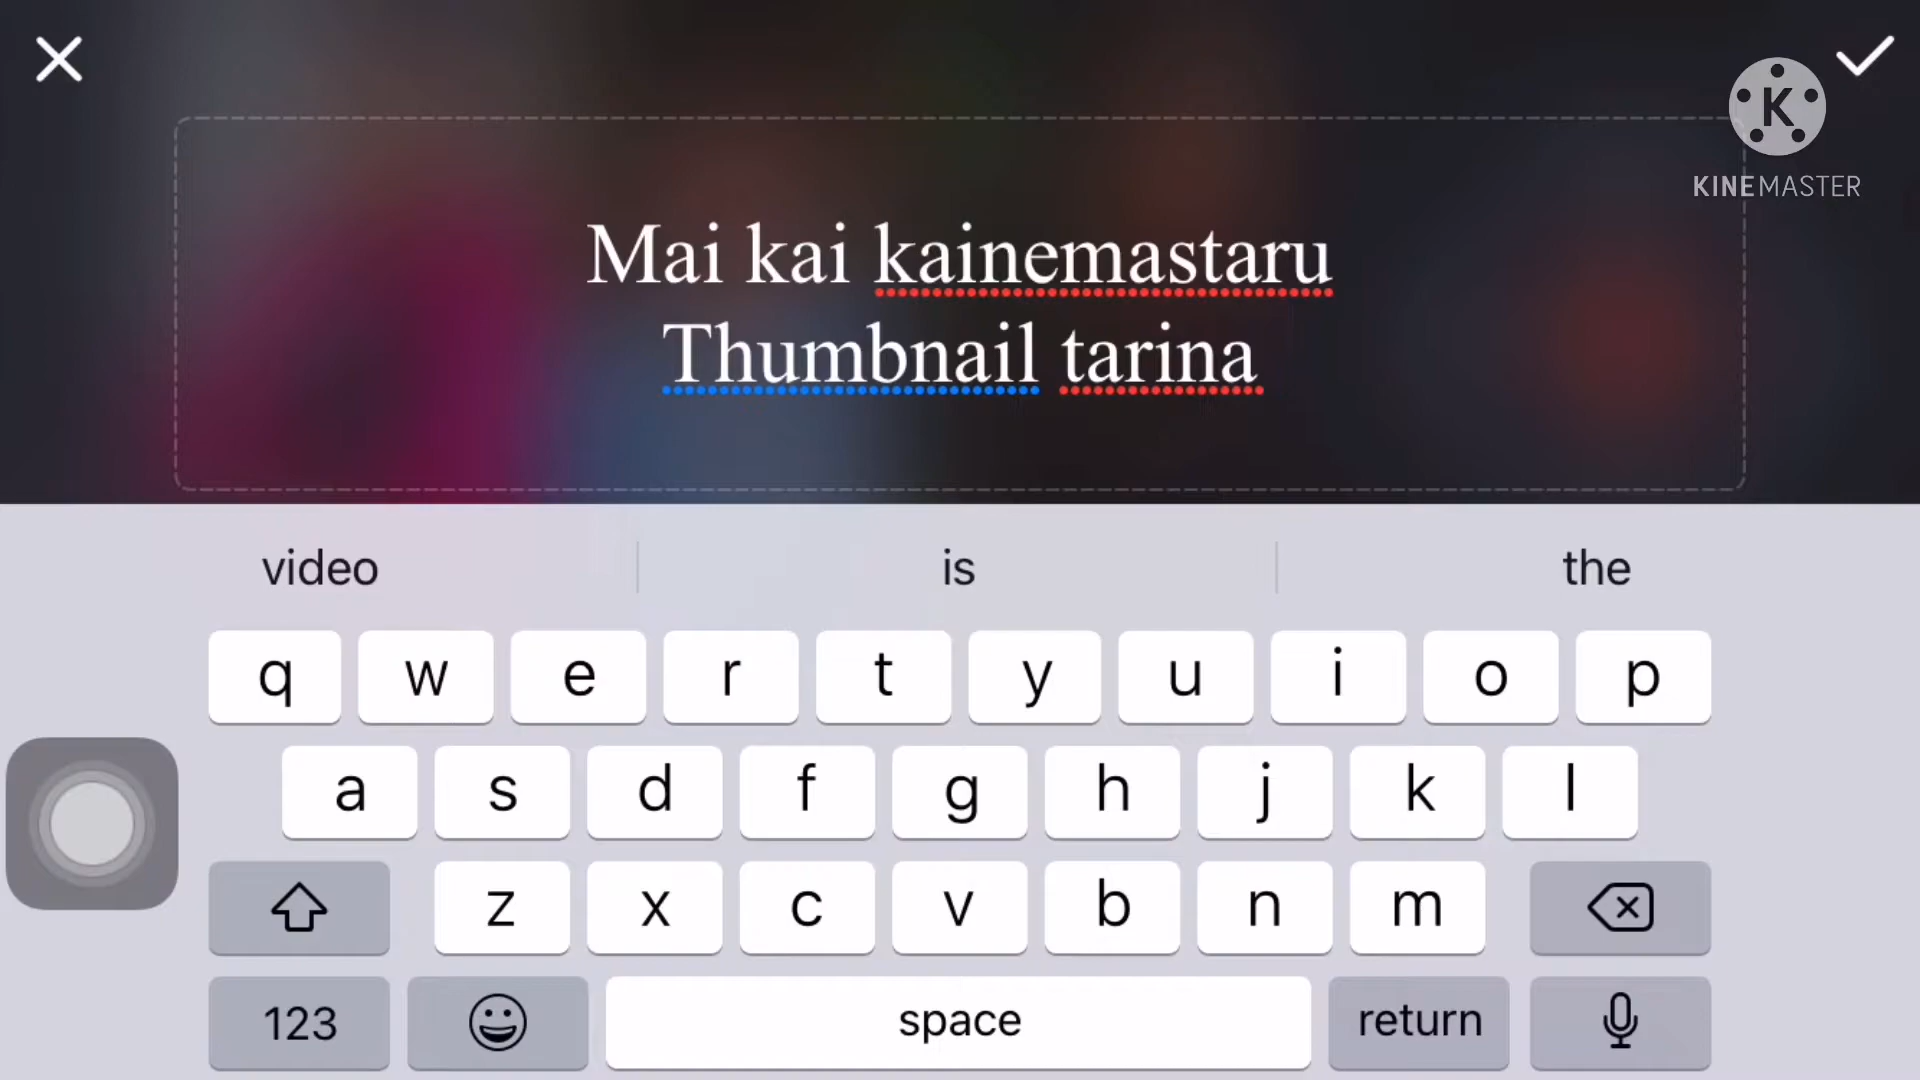 K
KINEMASTER
Mai kai kainemastaru
Thumbnail tarina
video is the
q w e r t y u i o p
a s d f g h j k l
z x c v b n m
123 space return